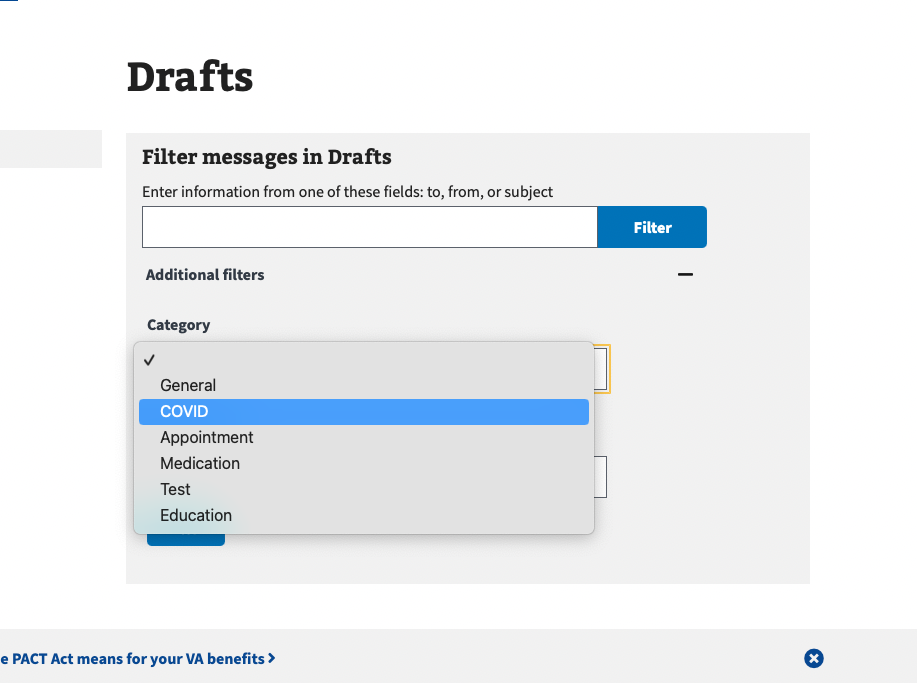 Drafts
Filter messages in Drafts
Enter information from one of these fields: to, from, or subject
Filter
Additional filters
Category
General
COVID
Appointment
Medication
Test
Education
PACT Act means for your VA benefits